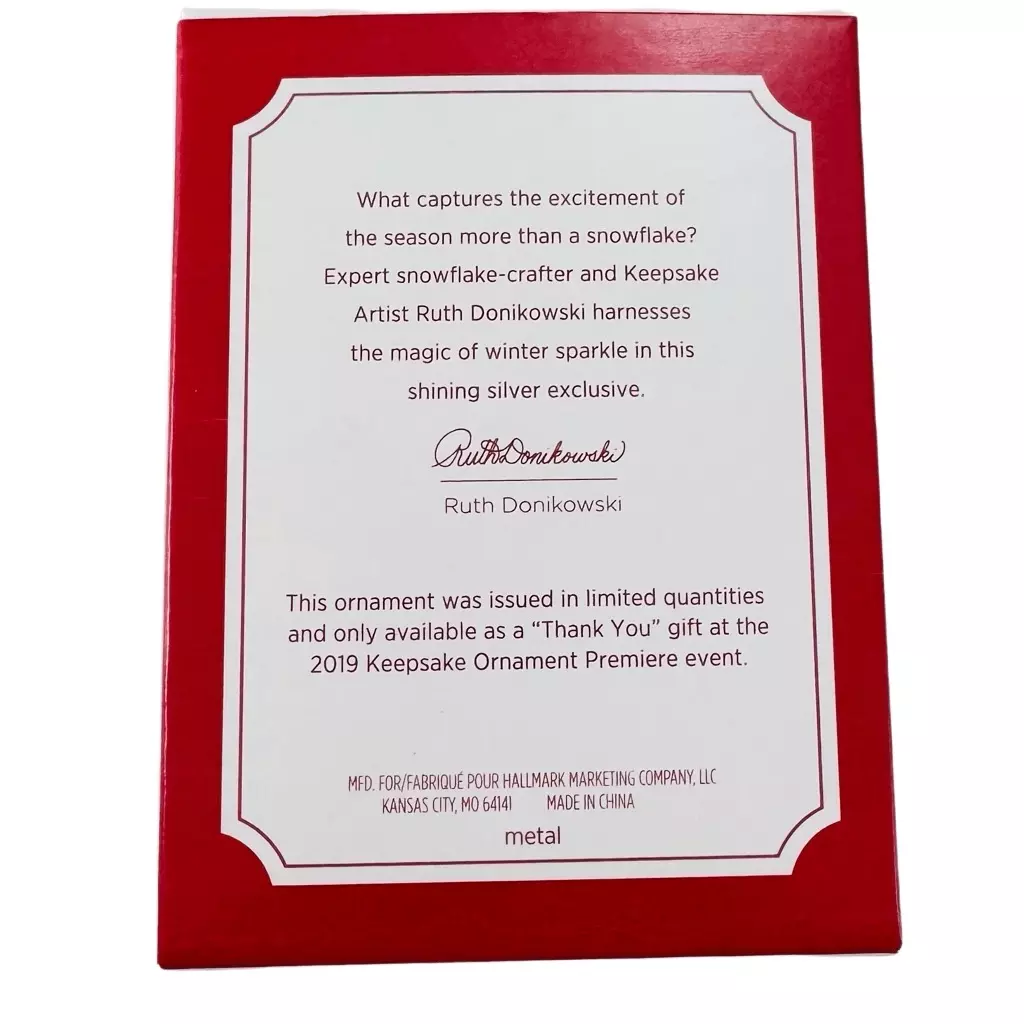 What captures the excitement of
the season more than a snowflake?
Expert snowflake-crafter and Keepsake
Artist Ruth Donikowski harnesses
the magic of winter sparkle in this
shining silver exclusive.
Ruth Donikowski
Ruth Donikowski
This ornament was issued in limited quantities
and only available as a “Thank You” gift at the
2019 Keepsake Ornament Premiere event.
MFD. FOR/FABRIQUÉ POUR HALLMARK MARKETING COMPANY, LLC
KANSAS CITY, MO 64141 MADE IN CHINA
metal